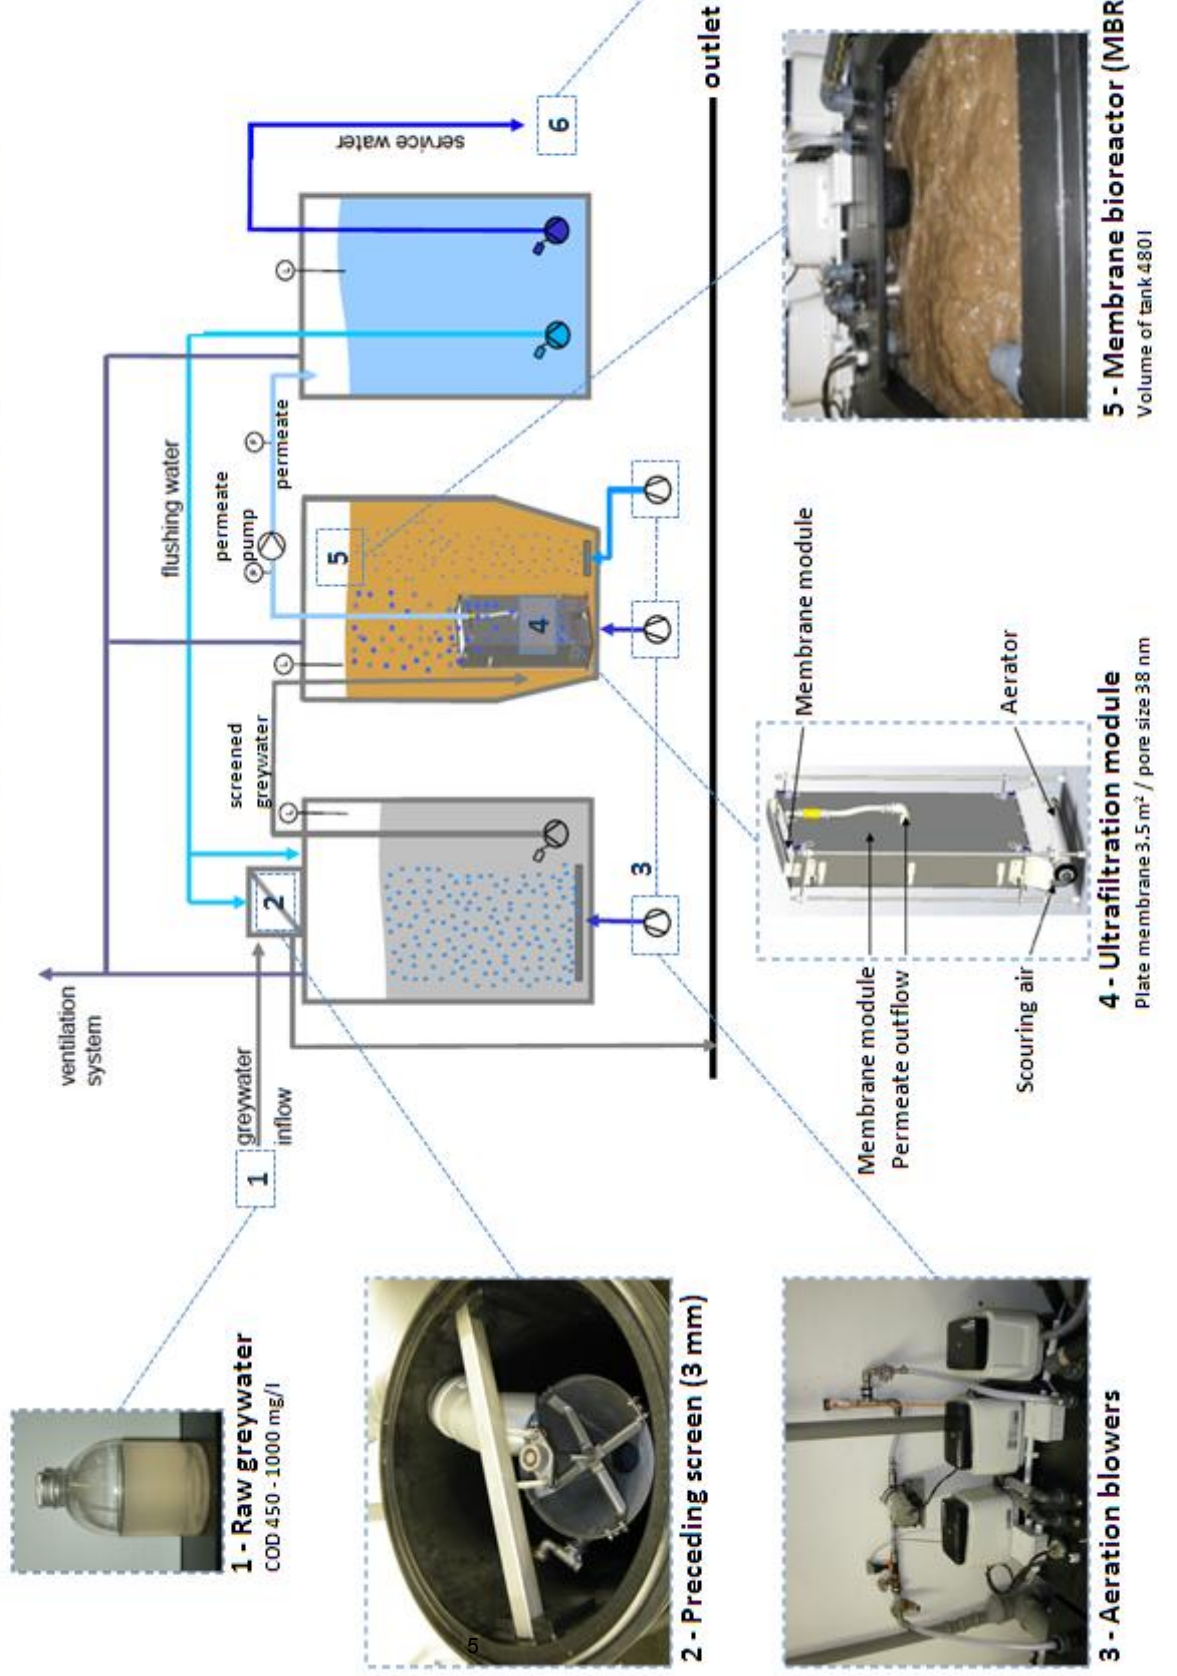 ventilation
system
flushing water
permeate
pump
P
F
permeate
screened
greywater
L
L
L
service water
1
greywater
inflow
2
5
4
3
6
outlet
1 - Raw greywater
COD 450 - 1000 mg/l
2 - Preceding screen (3 mm)
3 - Aeration blowers
Membrane module
Permeate outflow
Scouring air
Membrane module
Aerator
4 - Ultrafiltration module
Plate membrane 3.5 m² / pore size 38 nm
5 - Membrane bioreactor (MBR
Volume of tank 480 l
5